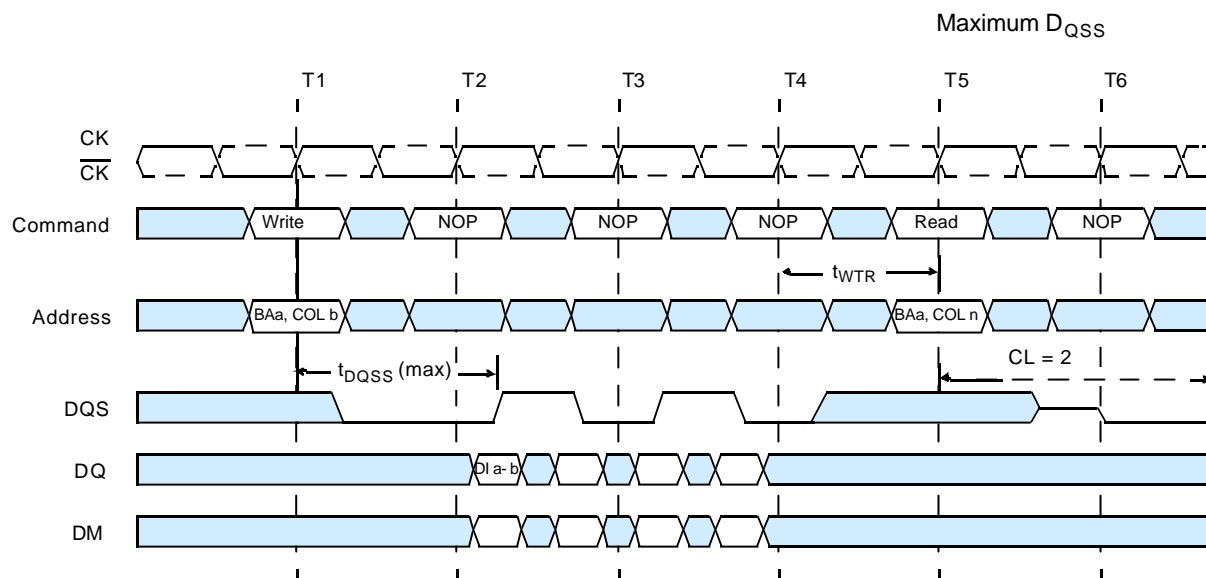 Maximum DQSS
T1 T2 T3 T4 T5 T6
CK
CK
Command Write NOP NOP NOP Read NOP
tWTR
Address BAa, COL b BAa, COL n
tDQSS (max) CL = 2
DQS
DQ DI a- b
DM